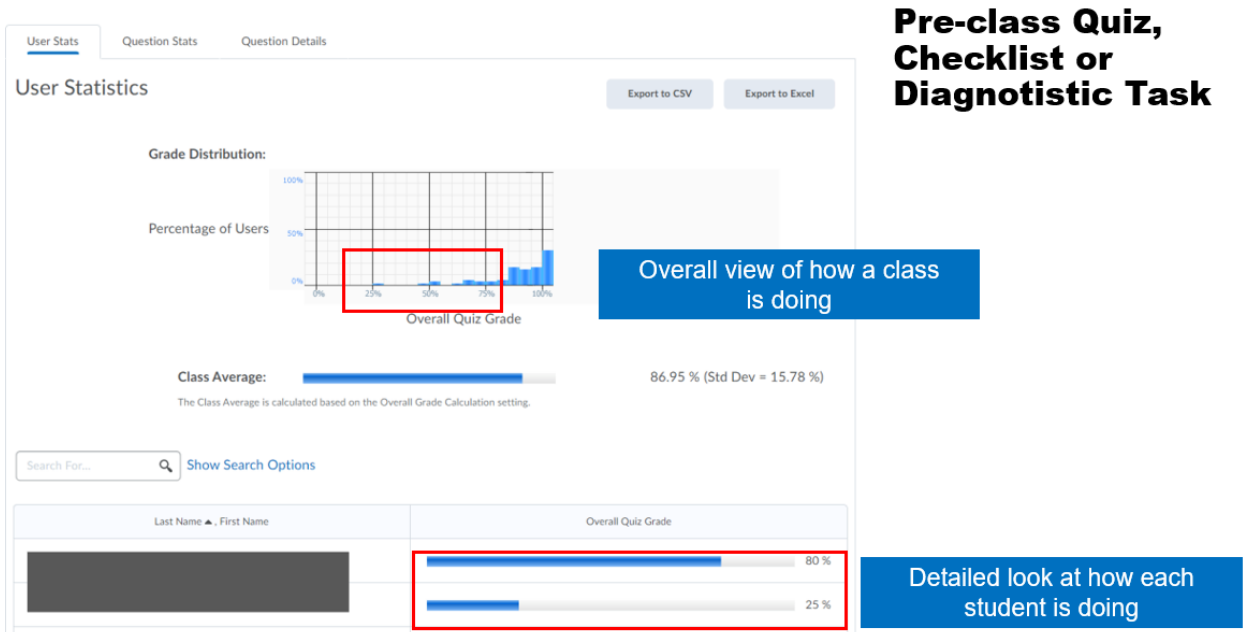 Pre-class Quiz,
Checklist or
Diagnotistic Task
User Stats
Question Stats
Question Details
User Statistics
Export to CSV
Export to Excel
Grade Distribution:
Percentage of Users
100%
50%
0%
0%
25%
50%
75%
100%
Overall Quiz Grade
Overall view of how a class
is doing
Class Average:
86.95 % (Std Dev = 15.78 %)
The Class Average is calculated based on the Overall Grade Calculation setting.
Search For...
Show Search Options
Last Name ▲ , First Name
Overall Quiz Grade
80 %
25 %
Detailed look at how each
student is doing